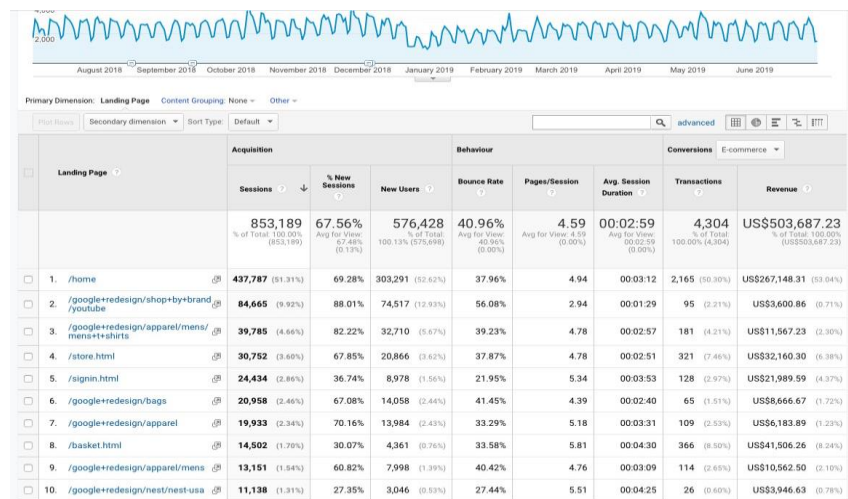 4,000
2,000
August 2018 September 2018 October 2018 November 2018 December 2018 January 2019 February 2019 March 2019 April 2019 May 2019 June 2019
Primary Dimension: Landing Page Content Grouping: None Other
Plot Rows Secondary dimension Sort Type: Default advanced
Acquisition Behaviour Conversions E-commerce
Landing Page ? Sessions ? % New Sessions ? New Users ? Bounce Rate ? Pages/Session ? Avg. Session Duration ? Transactions ? Revenue ?
853,189 67.56% 576,428 40.96% 4.59 00:02:59 4,304 US$503,687.23
% of Total: 100.00% (853,189) Avg for View: 67.48% (0.13%) % of Total: 100.13% (575,698) Avg for View: 40.96% (0.00%) Avg for View: 4.59 (0.00%) Avg for View: 00:02:59 (0.00%) % of Total: 100.00% (4,304) % of Total: 100.00% (US$503,687.23)
1. /home 437,787 (51.31%) 69.28% 303,291 (52.62%) 37.96% 4.94 00:03:12 2,165 (50.30%) US$267,148.31 (53.04%)
2. /google+redesign/shop+by+brand/youtube 84,665 (9.92%) 88.01% 74,517 (12.93%) 56.08% 2.94 00:01:29 95 (2.21%) US$3,600.86 (0.71%)
3. /google+redesign/apparel/mens/mens+t+shirts 39,785 (4.66%) 82.22% 32,710 (5.67%) 39.23% 4.78 00:02:57 181 (4.21%) US$11,567.23 (2.30%)
4. /store.html 30,752 (3.60%) 67.85% 20,866 (3.62%) 37.87% 4.78 00:02:51 321 (7.46%) US$32,160.30 (6.38%)
5. /signin.html 24,434 (2.86%) 36.74% 8,978 (1.56%) 21.95% 5.34 00:03:53 128 (2.97%) US$21,989.59 (4.37%)
6. /google+redesign/bags 20,958 (2.46%) 67.08% 14,058 (2.44%) 41.45% 4.39 00:02:40 65 (1.51%) US$8,666.67 (1.72%)
7. /google+redesign/apparel 19,933 (2.34%) 70.16% 13,984 (2.43%) 33.29% 5.18 00:03:31 109 (2.53%) US$6,183.89 (1.23%)
8. /basket.html 14,502 (1.70%) 30.07% 4,361 (0.76%) 33.58% 5.81 00:04:30 366 (8.50%) US$41,506.26 (8.24%)
9. /google+redesign/apparel/mens 13,151 (1.54%) 60.82% 7,998 (1.39%) 40.42% 4.76 00:03:09 114 (2.65%) US$10,562.50 (2.10%)
10. /google+redesign/nest/nest-usa 11,138 (1.31%) 27.35% 3,046 (0.53%) 27.44% 5.51 00:04:25 26 (0.60%) US$3,946.63 (0.78%)